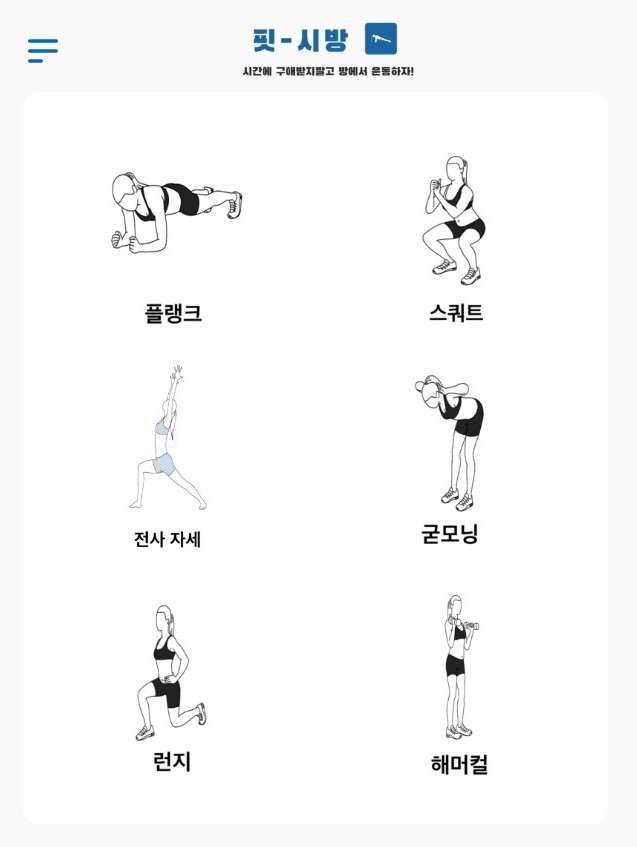 핏-시방
시간에 구애받지말고 방에서 운동하자!
플랭크
스쿼트
전사 자세
굳모닝
런지
해머컬